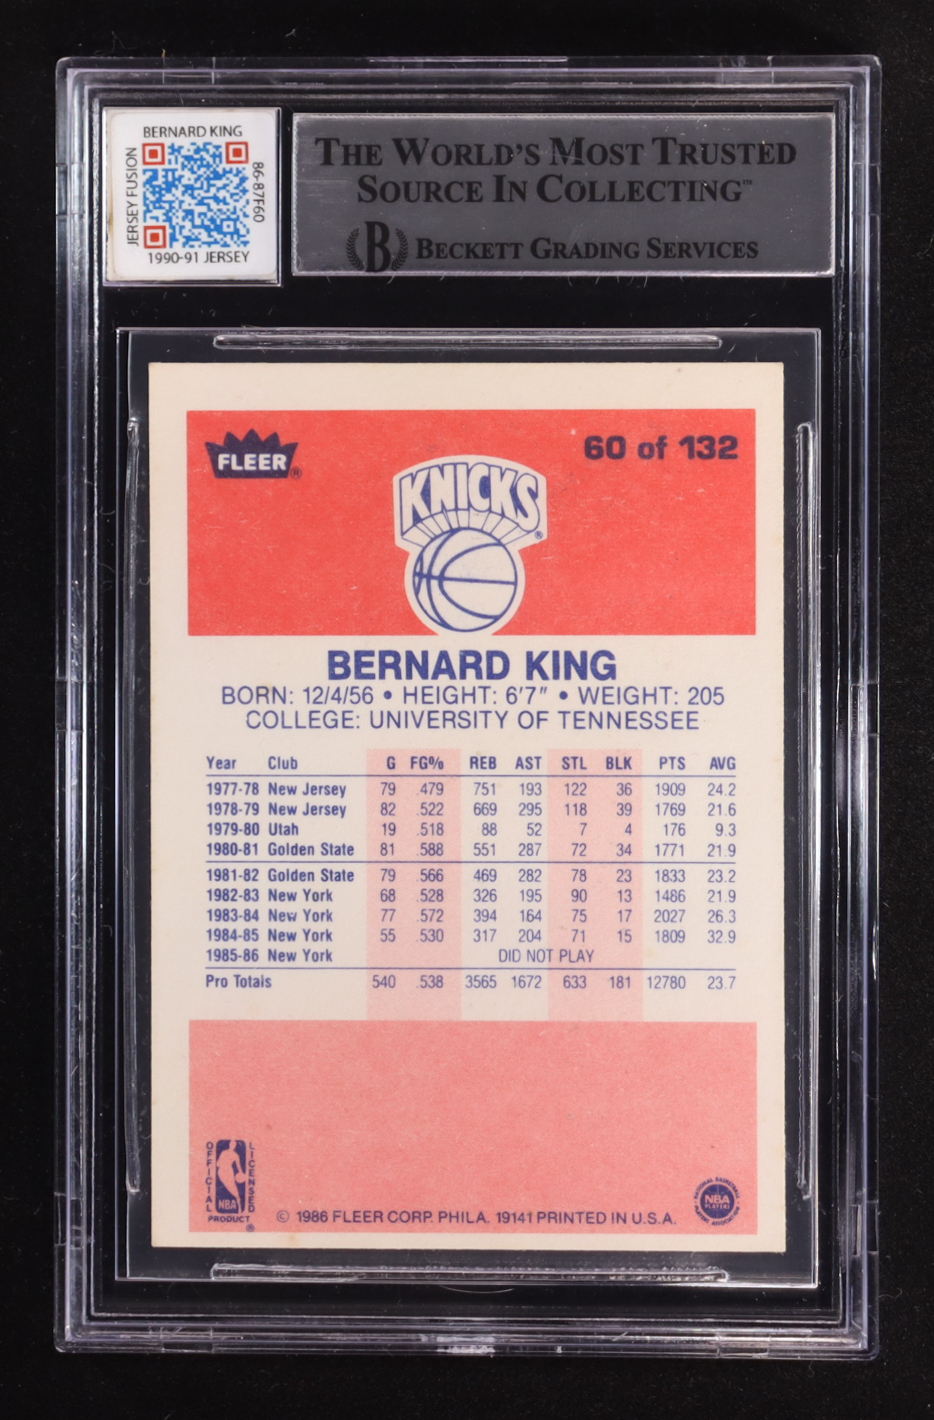 BERNARD KING
JERSEY FUSION
86-87F60
1990-91 JERSEY
THE WORLD'S MOST TRUSTED
SOURCE IN COLLECTING™
B BECKETT GRADING SERVICES
FLEER®
60 of 132
KNICKS®
BERNARD KING
BORN: 12/4/56 • HEIGHT: 6'7" • WEIGHT: 205
COLLEGE: UNIVERSITY OF TENNESSEE
Year Club G FG% REB AST STL BLK PTS AVG
1977-78 New Jersey 79 .479 751 193 122 36 1909 24.2
1978-79 New Jersey 82 .522 669 295 118 39 1769 21.6
1979-80 Utah 19 .518 88 52 7 4 176 9.3
1980-81 Golden State 81 .588 551 287 72 34 1771 21.9
1981-82 Golden State 79 .566 469 282 78 23 1833 23.2
1982-83 New York 68 .528 326 195 90 13 1486 21.9
1983-84 New York 77 .572 394 164 75 17 2027 26.3
1984-85 New York 55 .530 317 204 71 15 1809 32.9
1985-86 New York DID NOT PLAY
Pro Totals 540 .538 3565 1672 633 181 12780 23.7
OFFICIAL LICENSED
NBA
PRODUCT ®
© 1986 FLEER CORP. PHILA. 19141 PRINTED IN U.S.A.
NATIONAL BASKETBALL
NBA
PLAYERS
PLAYERS ASSOCIATION